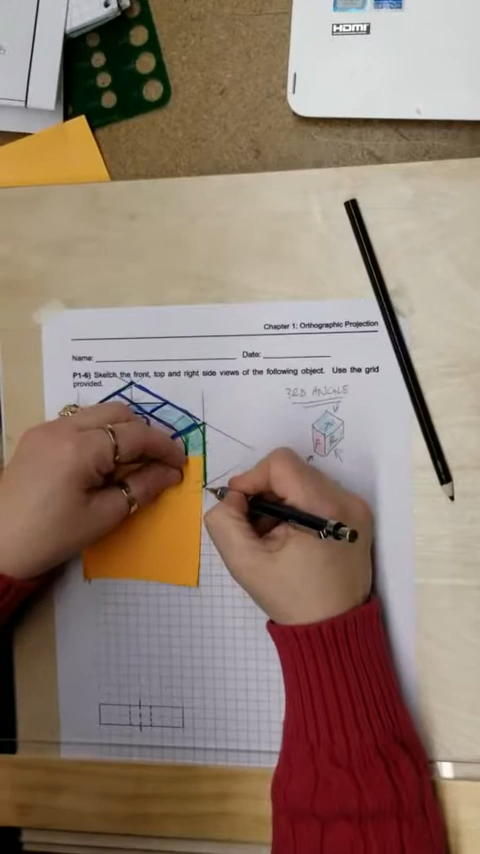 HDMI
Chapter 1: Orthographic Projection
Name: Date:
P1-6) Sketch the front, top and right side views of the following object. Use the grid
provided.
3RD ANGLE